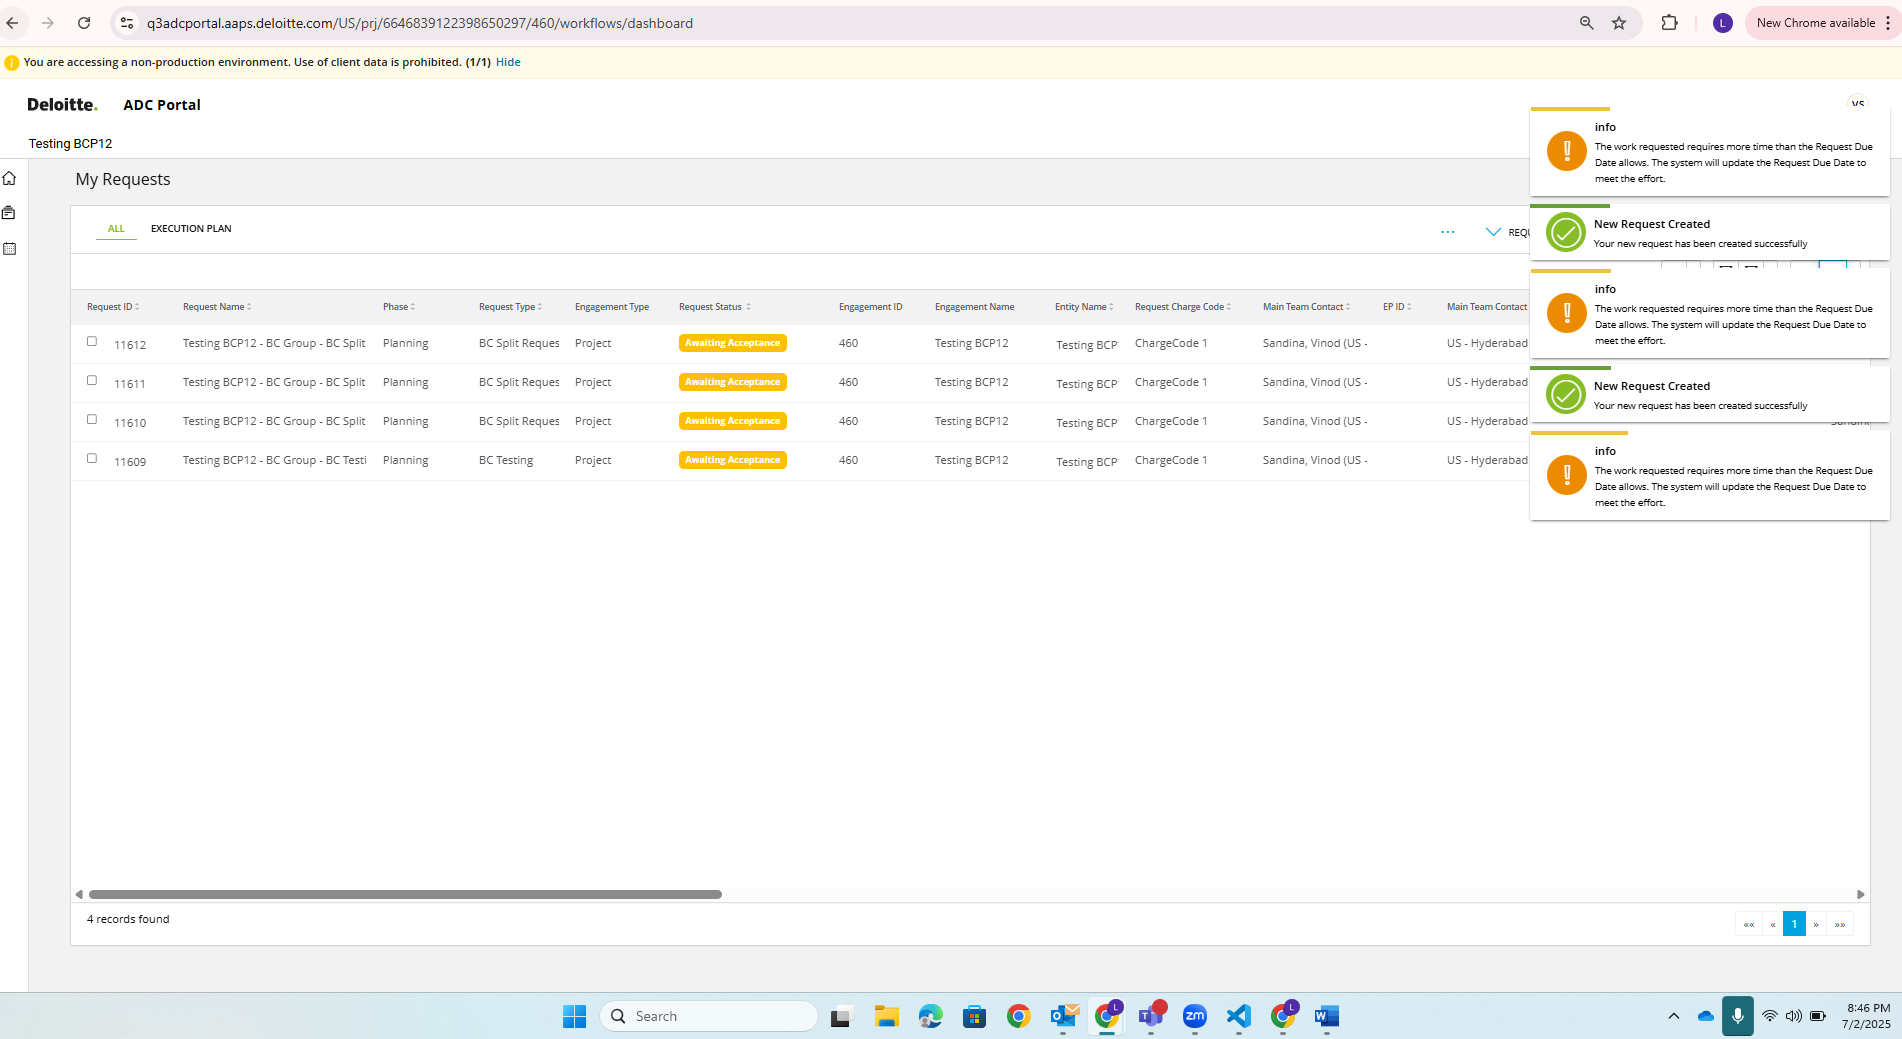 q3adcportal.aaps.deloitte.com/US/prj/6646839122398650297/460/workflows/dashboard
L
New Chrome available
You are accessing a non-production environment. Use of client data is prohibited. (1/1) Hide
Deloitte. ADC Portal
VS
Testing BCP12
My Requests
ALL EXECUTION PLAN
... REQU
Request ID Request Name Phase Request Type Engagement Type Request Status Engagement ID Engagement Name Entity Name Request Charge Code Main Team Contact EP ID Main Team Contact
11612 Testing BCP12 - BC Group - BC Split Planning BC Split Reques Project Awaiting Acceptance 460 Testing BCP12 Testing BCP ChargeCode 1 Sandina, Vinod (US - US - Hyderabad
11611 Testing BCP12 - BC Group - BC Split Planning BC Split Reques Project Awaiting Acceptance 460 Testing BCP12 Testing BCP ChargeCode 1 Sandina, Vinod (US - US - Hyderabad
11610 Testing BCP12 - BC Group - BC Split Planning BC Split Reques Project Awaiting Acceptance 460 Testing BCP12 Testing BCP ChargeCode 1 Sandina, Vinod (US - US - Hyderabad
11609 Testing BCP12 - BC Group - BC Testi Planning BC Testing Project Awaiting Acceptance 460 Testing BCP12 Testing BCP ChargeCode 1 Sandina, Vinod (US - US - Hyderabad
info
The work requested requires more time than the Request Due
Date allows. The system will update the Request Due Date to
meet the effort.
New Request Created
Your new request has been created successfully
info
The work requested requires more time than the Request Due
Date allows. The system will update the Request Due Date to
meet the effort.
New Request Created
Your new request has been created successfully
info
The work requested requires more time than the Request Due
Date allows. The system will update the Request Due Date to
meet the effort.
4 records found
«« « 1 » »»
Search
zm
8:46 PM
7/2/2025